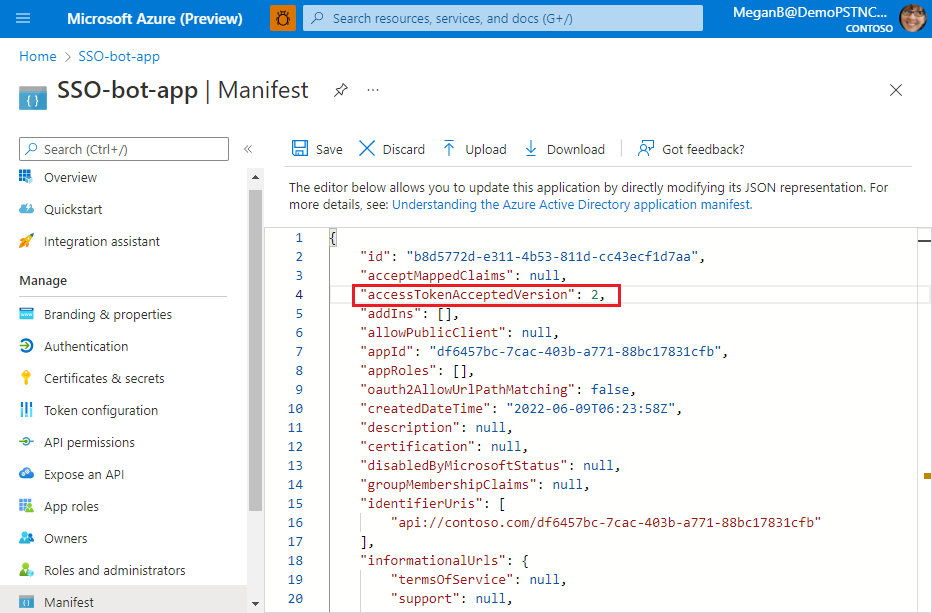 Microsoft Azure (Preview)
Search resources, services, and docs (G+/)
MeganB@DemoPSTNC...
CONTOSO
Home > SSO-bot-app
SSO-bot-app | Manifest
...
Search (Ctrl+/)
«
Save
Discard
Upload
Download
Got feedback?
Overview
Quickstart
Integration assistant
Manage
Branding & properties
Authentication
Certificates & secrets
Token configuration
API permissions
Expose an API
App roles
Owners
Roles and administrators
Manifest
The editor below allows you to update this application by directly modifying its JSON representation. For
more details, see: Understanding the Azure Active Directory application manifest.
1 {
2 "id": "b8d5772d-e311-4b53-811d-cc43ecf1d7aa",
3 "acceptMappedClaims": null,
4 "accessTokenAcceptedVersion": 2,
5 "addIns": [],
6 "allowPublicClient": null,
7 "appId": "df6457bc-7cac-403b-a771-88bc17831cfb",
8 "appRoles": [],
9 "oauth2AllowUrlPathMatching": false,
10 "createdDateTime": "2022-06-09T06:23:58Z",
11 "description": null,
12 "certification": null,
13 "disabledByMicrosoftStatus": null,
14 "groupMembershipClaims": null,
15 "identifierUris": [
16 "api://contoso.com/df6457bc-7cac-403b-a771-88bc17831cfb"
17 ],
18 "informationalUrls": {
19 "termsOfService": null,
20 "support": null,